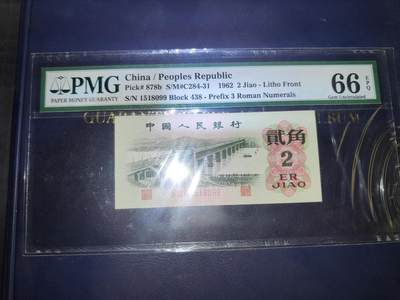 PMG
PAPER MONEY GUARANTY
China / Peoples Republic
Pick# 878b S/M#C284-31 1962 2 Jiao - Litho Front
S/N 1518099 Block 438 - Prefix 3 Roman Numerals
66 EPQ
Gem Uncirculated
中国人民银行
贰角
2
ER
JIAO